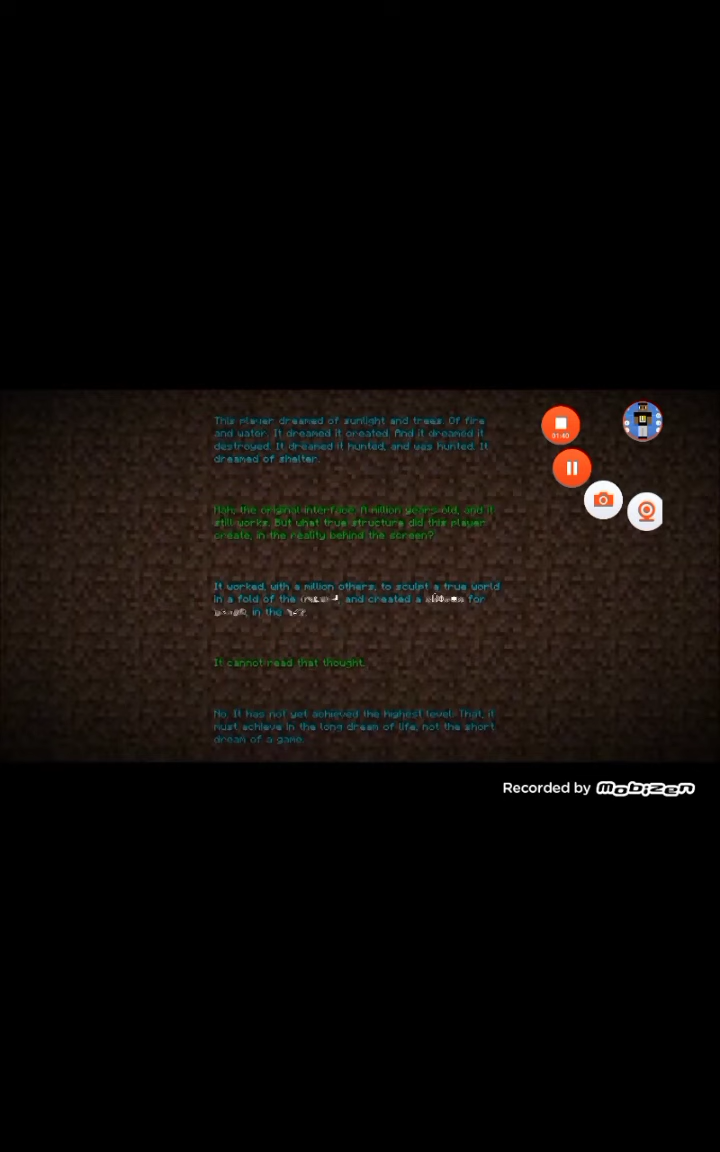 This player dreamed of sunlight and trees. Of fire
and water. It dreamed it created. And it dreamed it
destroyed. It dreamed it hunted, and was hunted. It
dreamed of shelter.
Hah, the original interface. A million years old, and it
still works. But what true structure did this player
create, in the reality behind the screen?
It worked, with a million others, to sculpt a true world
in a fold of the and created a for
in the
It cannot read that thought.
No. It has not yet achieved the highest level. That, it
must achieve in the long dream of life, not the short
dream of a game.
01:40
Recorded by Mobizen